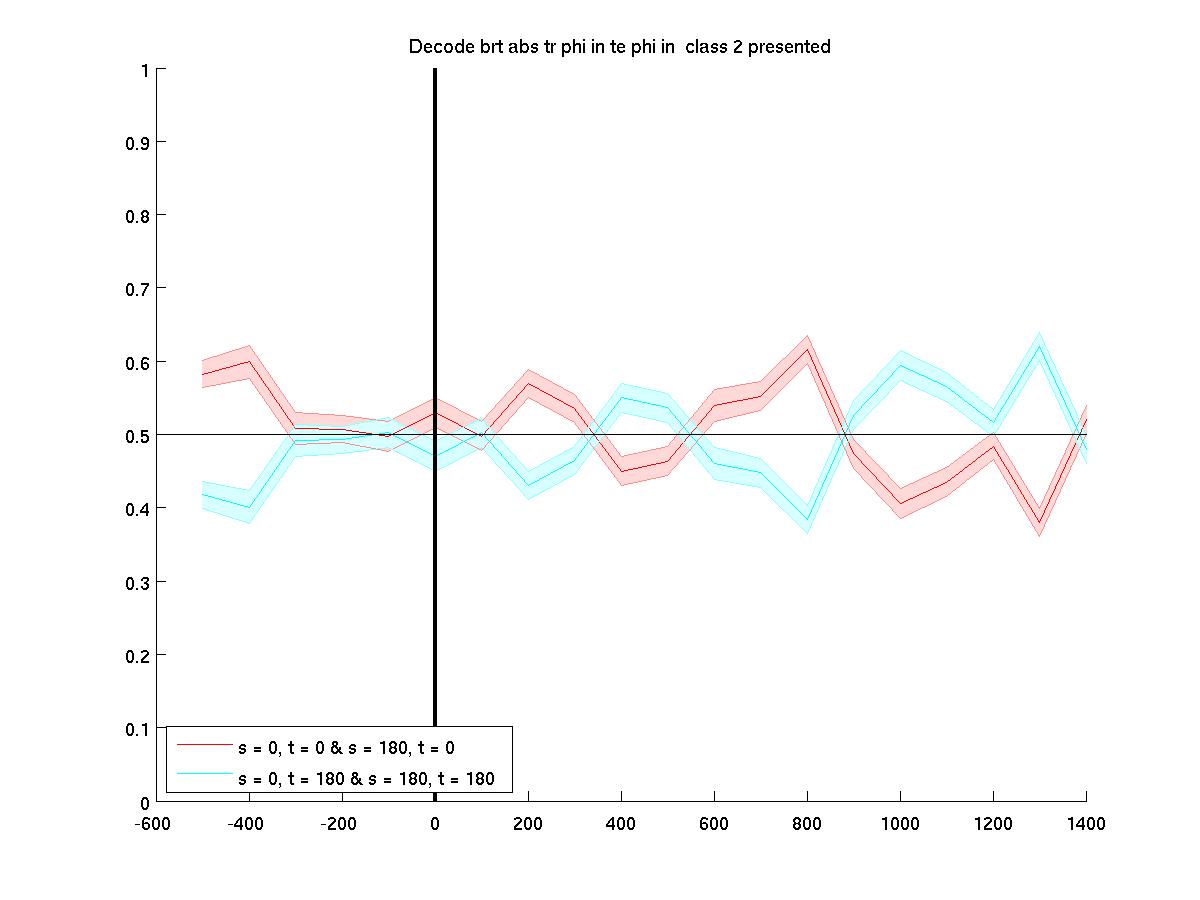 Decode brt abs tr phi in te phi in  class 2 presented
1
0.9
0.8
0.7
0.6
0.5
0.4
0.3
0.2
0.1
0
s = 0, t = 0 & s = 180, t = 0
s = 0, t = 180 & s = 180, t = 180
-600 -400 -200 0 200 400 600 800 1000 1200 1400